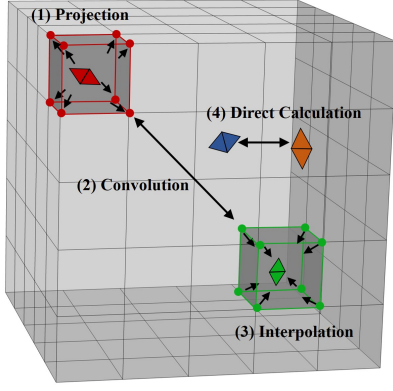 (1) Projection
(4) Direct Calculation
(2) Convolution
(3) Interpolation